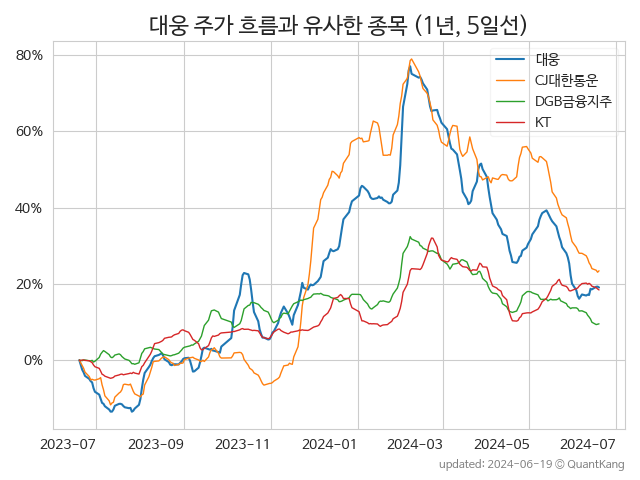 대웅 주가 흐름과 유사한 종목 (1년, 5일선)
80%
60%
40%
20%
0%
대웅
CJ대한통운
DGB금융지주
KT
2023-07
2023-09
2023-11
2024-01
2024-03
2024-05
2024-07
updated: 2024-06-19 © QuantKang